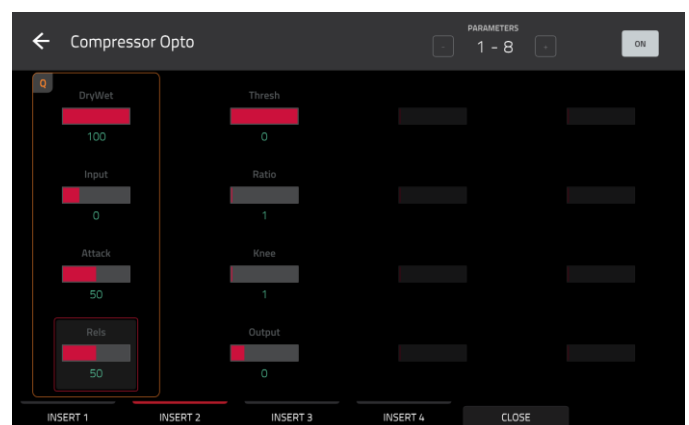 Compressor Opto
PARAMETERS
- 1 - 8 -
ON
Q
DryWet Thresh
100 0
Input Ratio
0 1
Attack Knee
50 1
Rels Output
50 0
INSERT 1 INSERT 2 INSERT 3 INSERT 4 CLOSE